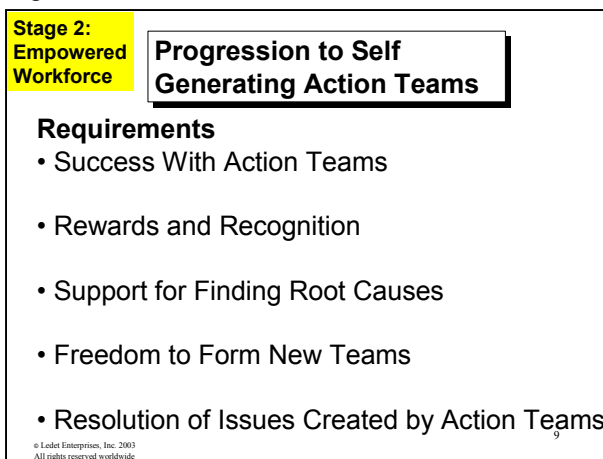 Stage 2:
Empowered
Workforce
Progression to Self
Generating Action Teams
Requirements
• Success With Action Teams
• Rewards and Recognition
• Support for Finding Root Causes
• Freedom to Form New Teams
• Resolution of Issues Created by Action Teams
9
© Ledet Enterprises, Inc. 2003
All rights reserved worldwide